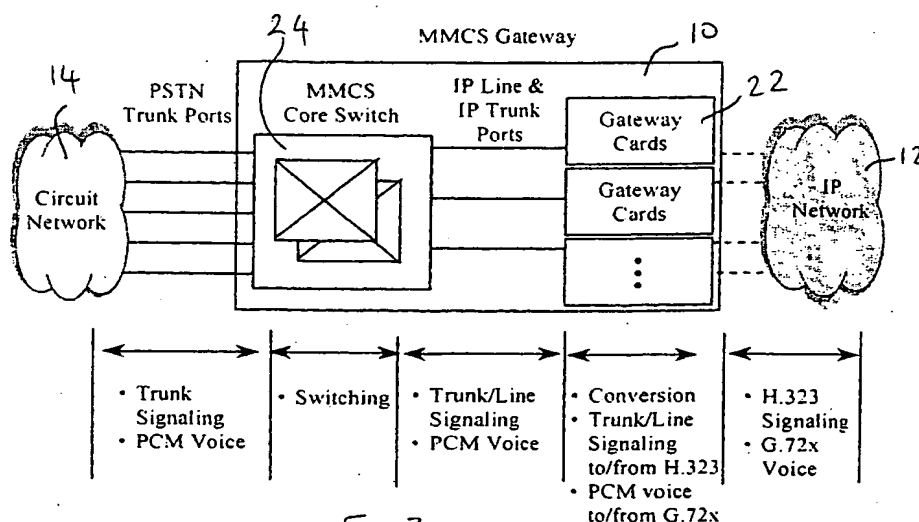 24
MMCS Gateway
10
14
PSTN
Trunk Ports
MMCS
Core Switch
IP Line &
IP Trunk
Ports
22
Gateway
Cards
12
Circuit
Network
Gateway
Cards
IP
Network
• Trunk
Signaling
• PCM Voice
• Switching
• Trunk/Line
Signaling
• PCM Voice
• Conversion
• Trunk/Line
Signaling
to/from H.323
• PCM voice
to/from G.72x
• H.323
Signaling
• G.72x
Voice